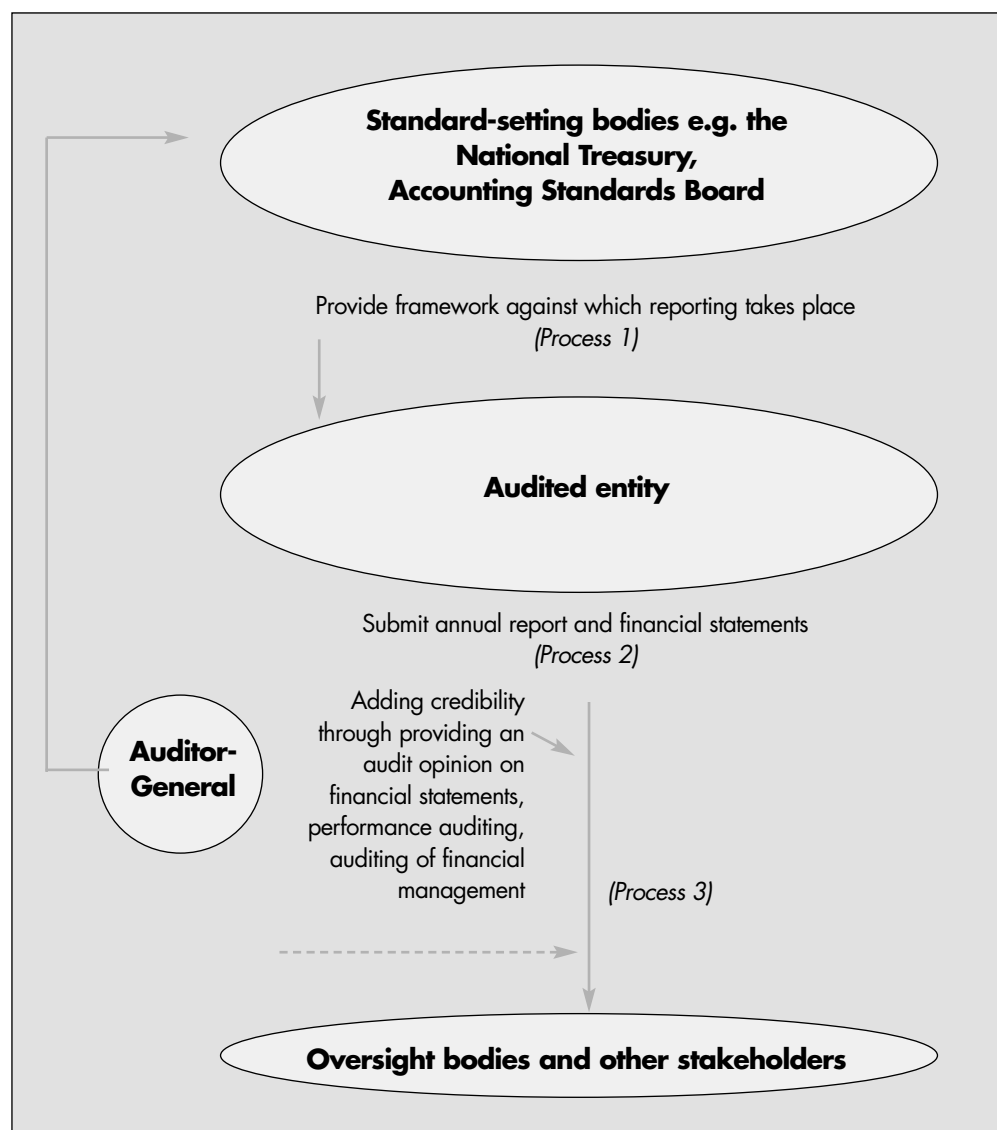 Standard-setting bodies e.g. the
National Treasury,
Accounting Standards Board
Provide framework against which reporting takes place
(Process 1)
Audited entity
Submit annual report and financial statements
(Process 2)
Auditor-
General
Adding credibility
through providing an
audit opinion on
financial statements,
performance auditing,
auditing of financial
management
(Process 3)
Oversight bodies and other stakeholders